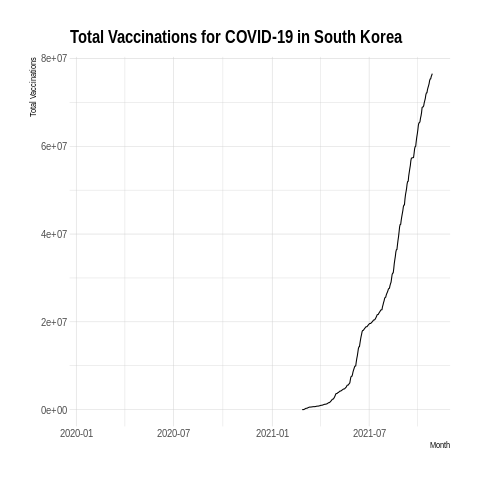 Total Vaccinations for COVID-19 in South Korea
Total Vaccinations
8e+07
6e+07
4e+07
2e+07
0e+00
2020-01
2020-07
2021-01
2021-07
Month